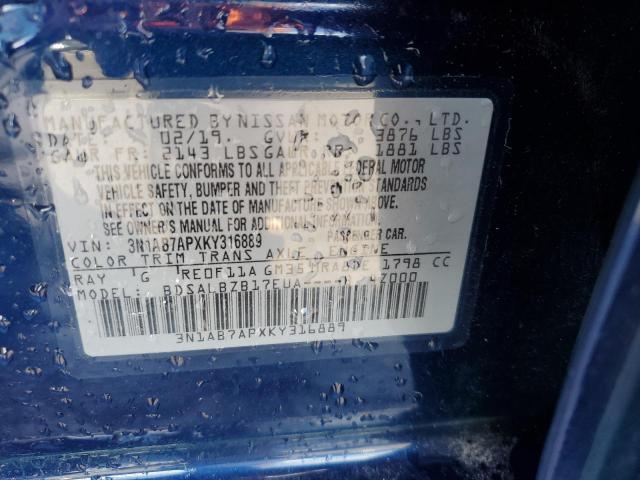 MANUFACTURED BY NISSAN MOTOR CO., LTD.
DATE: 02/19. GVWR: 3876 LBS
GAWR FR: 2143 LBS GAWR RR: 1881 LBS
THIS VEHICLE CONFORMS TO ALL APPLICABLE FEDERAL MOTOR
VEHICLE SAFETY, BUMPER AND THEFT PREVENTION STANDARDS
IN EFFECT ON THE DATE OF MANUFACTURE SHOWN ABOVE.
SEE OWNER'S MANUAL FOR ADDITIONAL INFORMATION
VIN: 3N1AB7APXKY316889 PASSENGER CAR.
COLOR TRIM TRANS AXLE ENGINE
RAY G RE0F11A GM35 MRA8DE 1798 CC
MODEL: BDSALBZB17EUA
3N1AB7APXKY316889